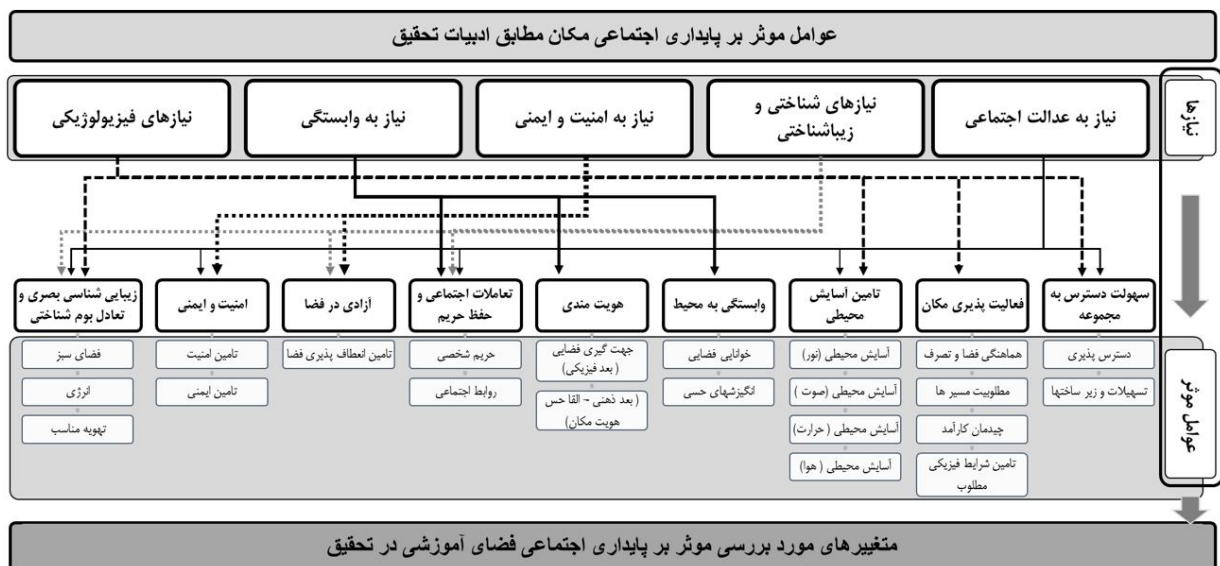 عوامل موثر بر پایداری اجتماعی مکان مطابق ادبیات تحقیق
نیازها
نیاز به عدالت اجتماعی
نیازهای شناختی و
زیباشناختی
نیاز به امنیت و ایمنی
نیاز به وابستگی
نیازهای فیزیولوژیکی
سهولت دسترس به
مجموعه
فعالیت پذیری مکان
تامین آسایش
محیطی
وابستگی به محیط
هویت مندی
تعاملات اجتماعی و
حفظ حریم
آزادی در فضا
امنیت و ایمنی
زیبایی شناسی بصری و
تعادل بوم شناختی
عوامل موثر
دسترس پذیری
تسهیلات و زیر ساختها
هماهنگی فضا و تصرف
مطلوبیت مسیر ها
چیدمان کارآمد
تامین شرایط فیزیکی
مطلوب
آسایش محیطی (نور)
آسایش محیطی (صوت )
آسایش محیطی ( حرارت)
آسایش محیطی ( هوا)
خوانایی فضایی
انگیزشهای حسی
جهت گیری فضایی
( بعد فیزیکی)
( بعد ذهنی – القا حس
هویت مکان)
حریم شخصی
روابط اجتماعی
تامین انعطاف پذیری فضا
تامین امنیت
تامین ایمنی
فضای سبز
انرژی
تهویه مناسب
متغییرهای مورد بررسی موثر بر پایداری اجتماعی فضای آموزشی در تحقیق